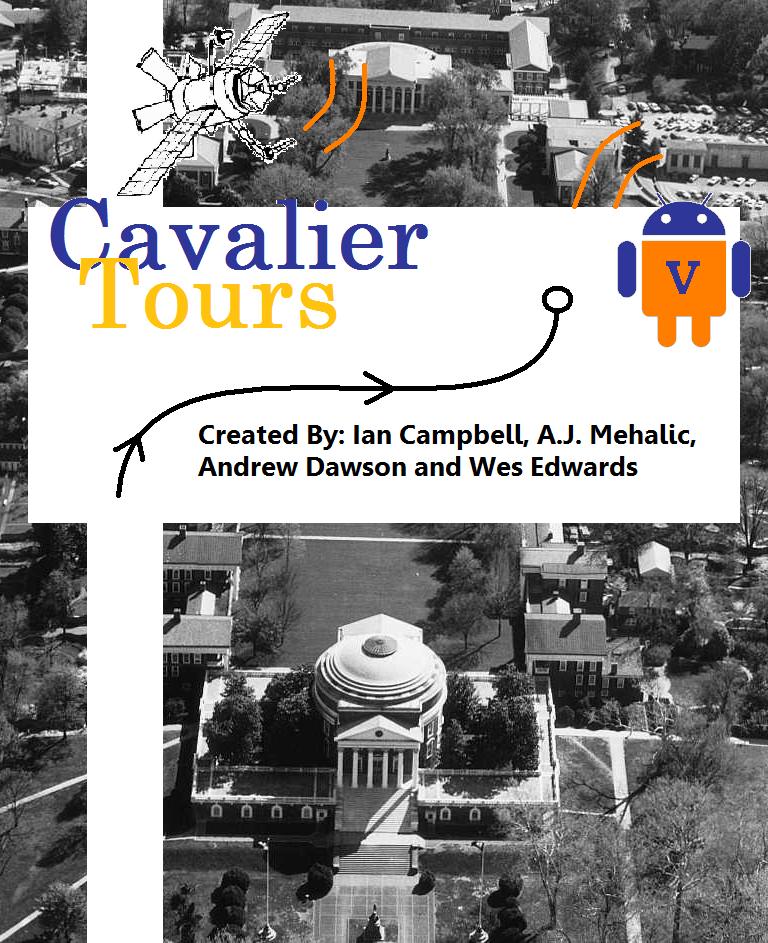 Cavalier
Tours
V
Created By: Ian Campbell, A.J. Mehalic,
Andrew Dawson and Wes Edwards